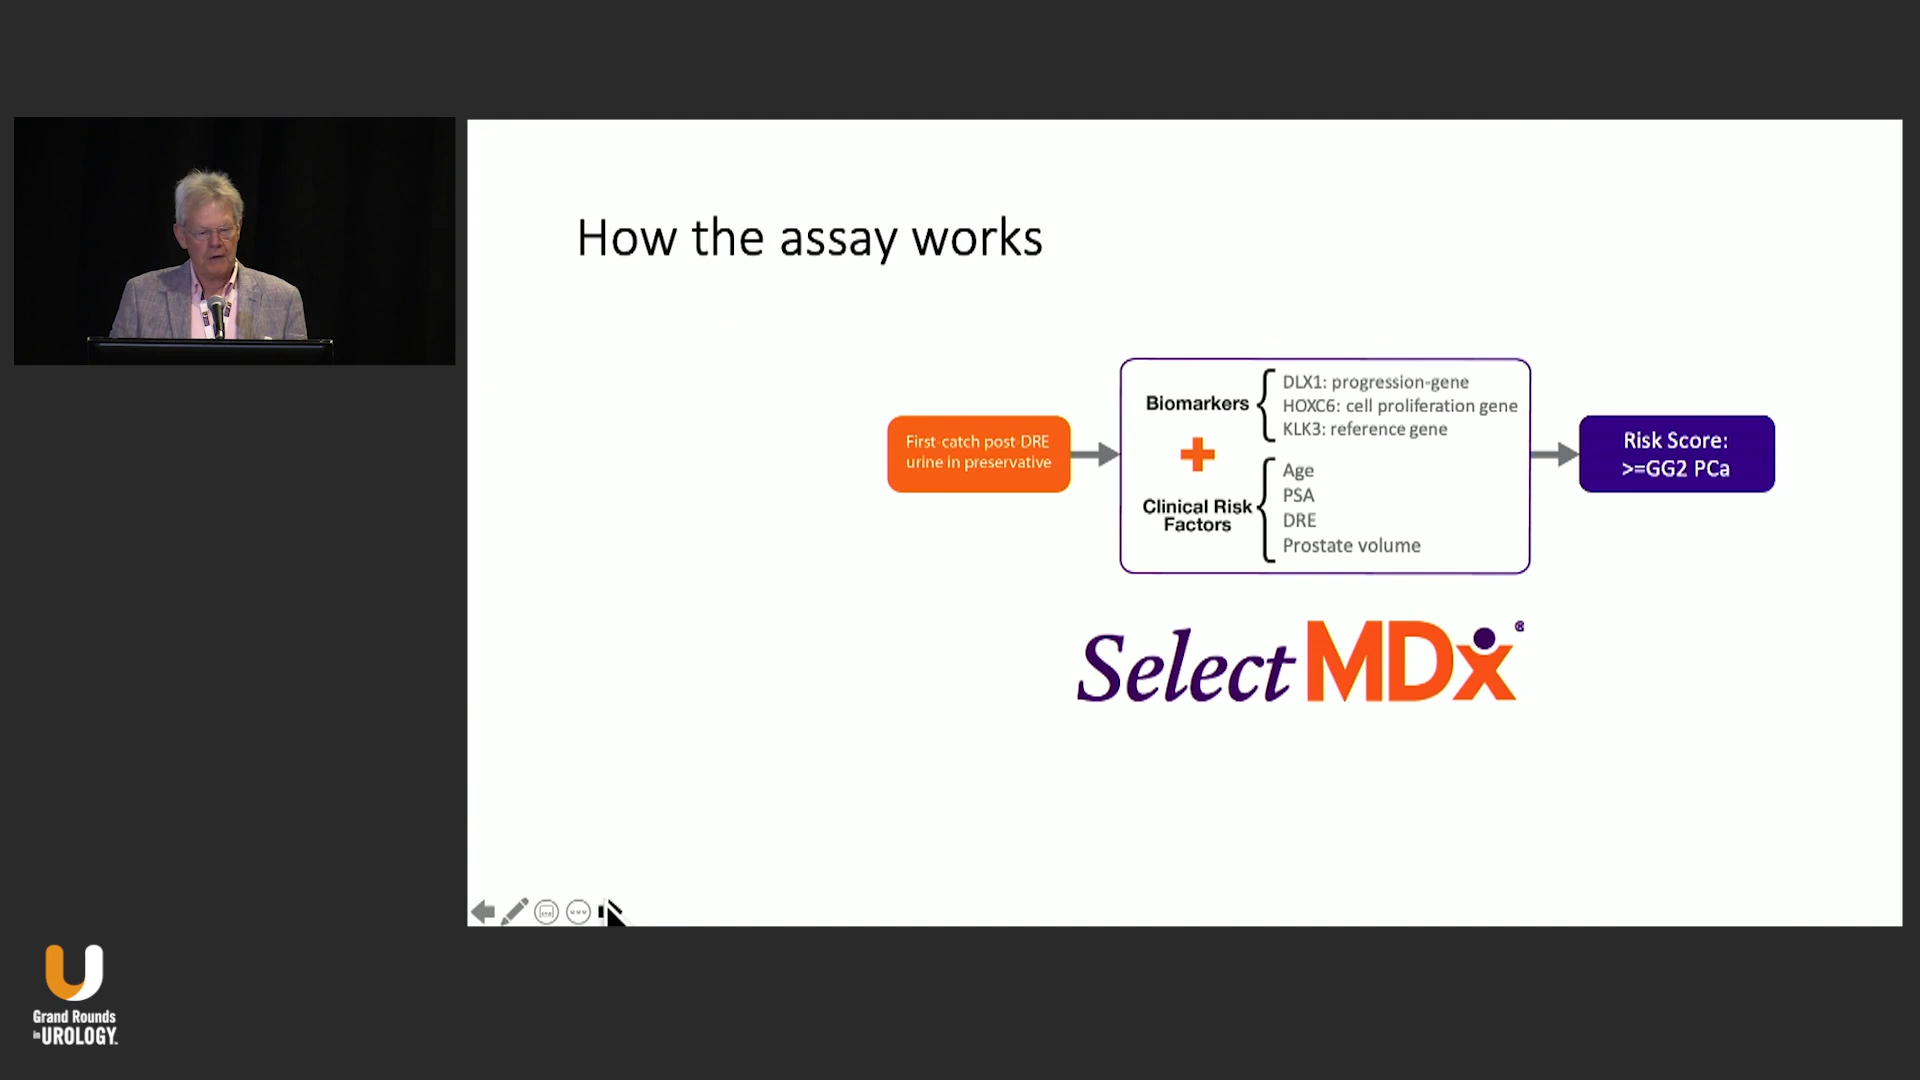 How the assay works
First-catch post-DRE
urine in preservative
Biomarkers
DLX1: progression-gene
HOXC6: cell proliferation gene
KLK3: reference gene
Clinical Risk
Factors
Age
PSA
DRE
Prostate volume
Risk Score:
>=GG2 PCa
SelectMDx®
Grand Rounds
in UROLOGY